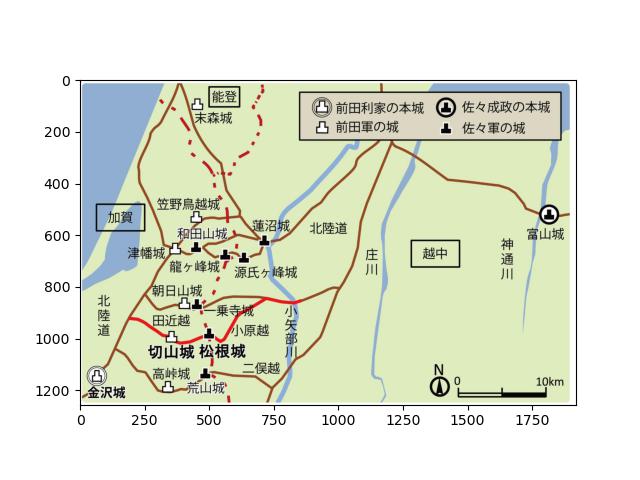 0
200
400
600
800
1000
1200
0
250
500
750
1000
1250
1500
1750
能登
末森城
前田利家の本城
佐々成政の本城
前田軍の城
佐々軍の城
笠野鳥越城
加賀
和田山城
蓮沼城
北陸道
富山城
津幡城
龍ヶ峰城
源氏ヶ峰城
庄川
越中
神通川
朝日山城
一乗寺城
北陸道
田近越
小原越
小矢部川
切山城
松根城
高峠城
荒山城
二俣越
金沢城
N
0
10km